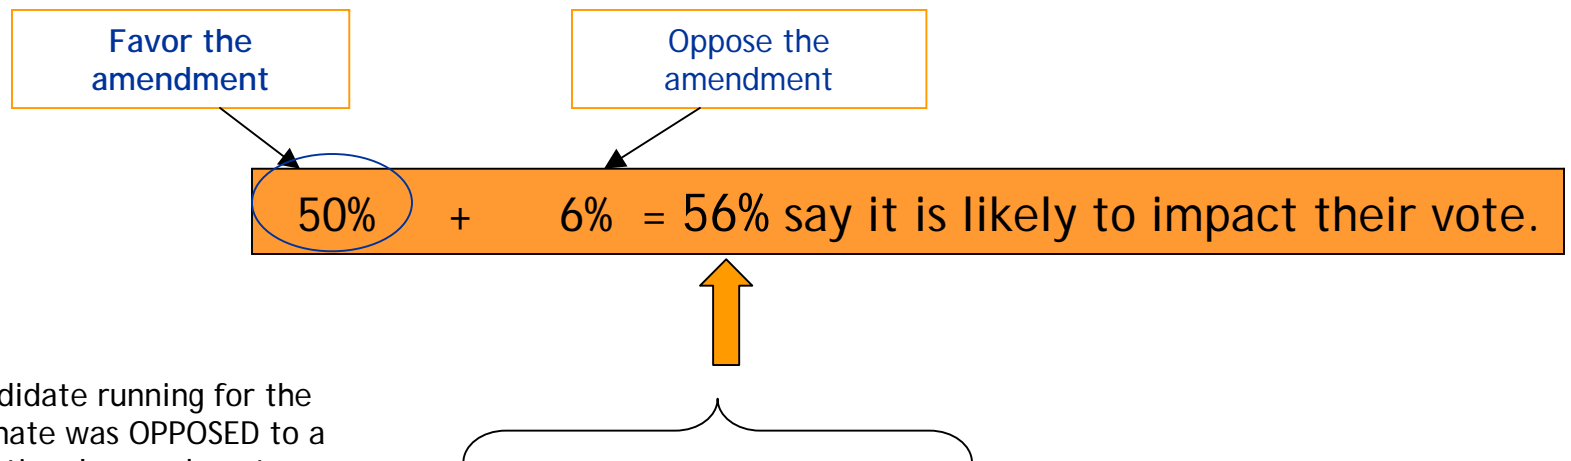 Favor the
amendment
Oppose the
amendment
50% + 6% = 56% say it is likely to impact their vote.
didate running for the
nate was OPPOSED to a